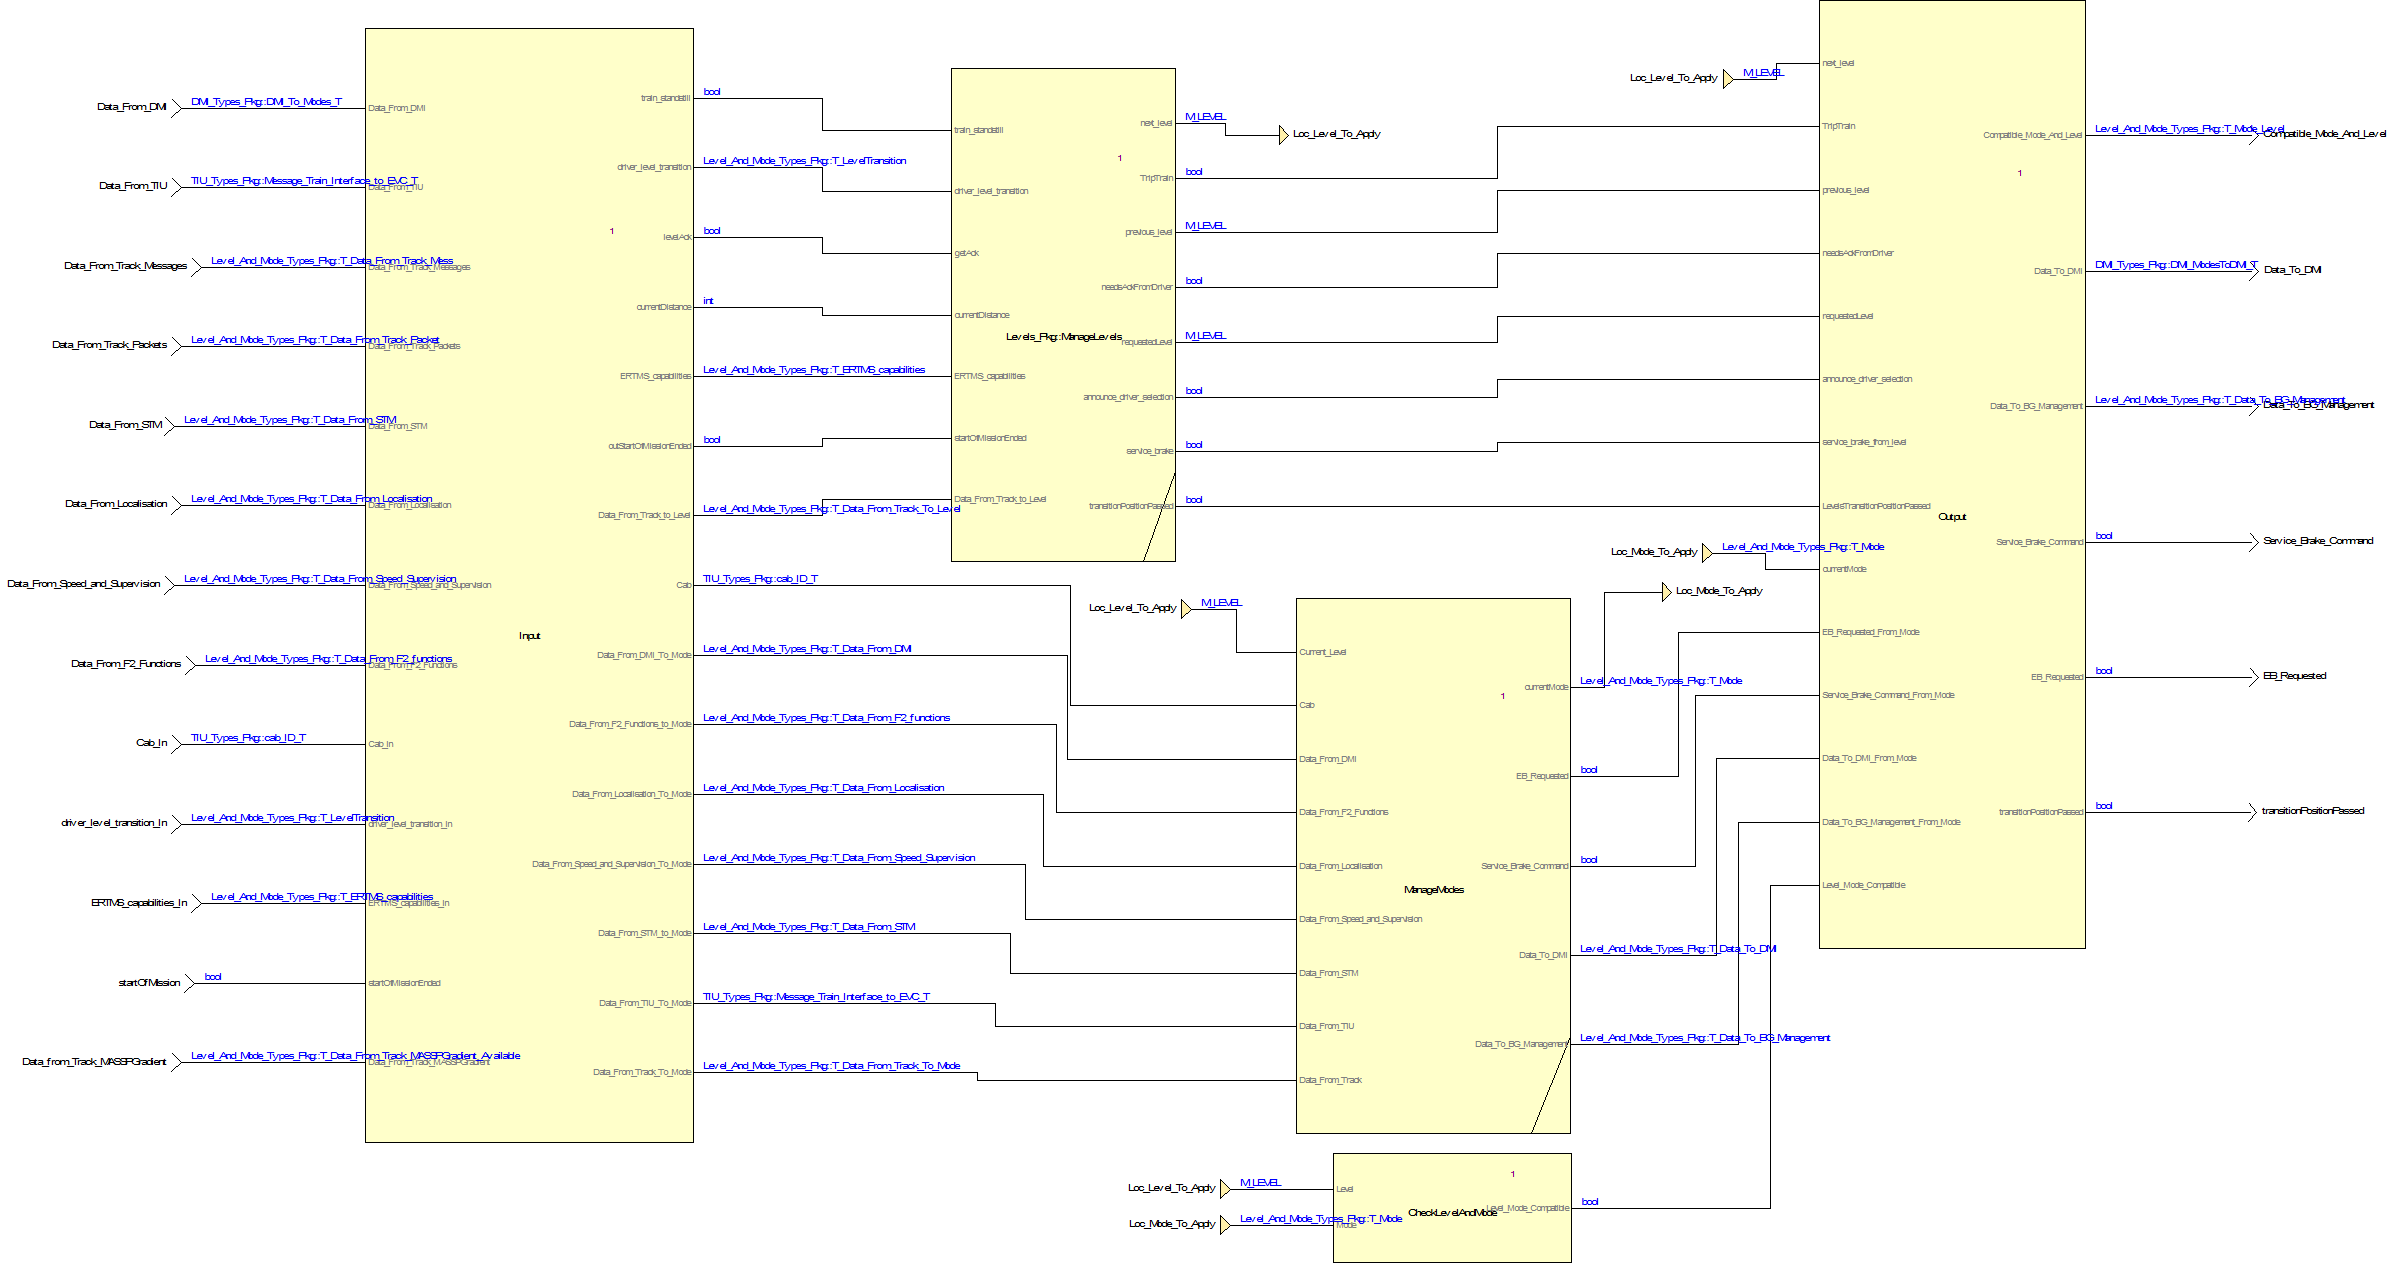 Data_From_DMI
DMI_Types_Pkg::DMI_To_Modes_T
Data_From_TIU
TIU_Types_Pkg::Message_Train_Interface_to_EVC_T
Data_From_Track_Messages
Level_And_Mode_Types_Pkg::T_Data_From_Track_Mess
Data_From_Track_Packets
Level_And_Mode_Types_Pkg::T_Data_From_Track_Packet
Data_From_STM
Level_And_Mode_Types_Pkg::T_Data_From_STM
Data_From_Localisation
Level_And_Mode_Types_Pkg::T_Data_From_Localisation
Data_From_Speed_and_Supervision
Level_And_Mode_Types_Pkg::T_Data_From_Speed_Supervision
Data_From_F2_Functions
Level_And_Mode_Types_Pkg::T_Data_From_F2_functions
Cab_In
TIU_Types_Pkg::cab_ID_T
driver_level_transition_In
Level_And_Mode_Types_Pkg::T_LevelTransition
ERTMS_capabilities_In
Level_And_Mode_Types_Pkg::T_ERTMS_capabilities
startOfMission
bool
Data_from_Track_MASSPGradient
Level_And_Mode_Types_Pkg::T_Data_From_Track_MASSPGradient_Available
Data_From_DMI
Data_From_TIU
Data_From_Track_Messages
Data_From_Track_Packets
Data_From_STM
Data_From_Localisation
Data_From_Speed_and_Supervision
Data_From_F2_Functions
Cab_In
driver_level_transition_In
ERTMS_capabilities_In
startOfMissionEnded
Data_From_Track_MASSPGradient
1
Input
train_standstill
driver_level_transition
levelAck
currentDistance
ERTMS_capabilities
outStartOfMissionEnded
Data_From_Track_to_Level
Cab
Data_From_DMI_To_Mode
Data_From_F2_Functions_to_Mode
Data_From_Localisation_To_Mode
Data_From_Speed_and_Supervision_To_Mode
Data_From_STM_to_Mode
Data_From_TIU_To_Mode
Data_From_Track_To_Mode
bool
Level_And_Mode_Types_Pkg::T_LevelTransition
bool
int
Level_And_Mode_Types_Pkg::T_ERTMS_capabilities
bool
Level_And_Mode_Types_Pkg::T_Data_From_Track_To_Level
TIU_Types_Pkg::cab_ID_T
Level_And_Mode_Types_Pkg::T_Data_From_DMI
Level_And_Mode_Types_Pkg::T_Data_From_F2_functions
Level_And_Mode_Types_Pkg::T_Data_From_Localisation
Level_And_Mode_Types_Pkg::T_Data_From_Speed_Supervision
Level_And_Mode_Types_Pkg::T_Data_From_STM
TIU_Types_Pkg::Message_Train_Interface_to_EVC_T
Level_And_Mode_Types_Pkg::T_Data_From_Track_To_Mode
train_standstill
driver_level_transition
getAck
currentDistance
ERTMS_capabilities
startOfMissionEnded
Data_From_Track_to_Level
1
Levels_Pkg::ManageLevels
next_level
TripTrain
previous_level
needsAckFromDriver
requestedLevel
announce_driver_selection
service_brake
transitionPositionPassed
M_LEVEL
Loc_Level_To_Apply
bool
M_LEVEL
bool
M_LEVEL
bool
bool
bool
Loc_Level_To_Apply
M_LEVEL
Current_Level
Cab
Data_From_DMI
Data_From_F2_Functions
Data_From_Localisation
Data_From_Speed_and_Supervision
Data_From_STM
Data_From_TIU
Data_From_Track
1
ManageModes
currentMode
EB_Requested
Service_Brake_Command
Data_To_DMI
Data_To_BG_Management
Level_And_Mode_Types_Pkg::T_Mode
Loc_Mode_To_Apply
bool
bool
Level_And_Mode_Types_Pkg::T_Data_To_DMI
Level_And_Mode_Types_Pkg::T_Data_To_BG_Management
Loc_Level_To_Apply
M_LEVEL
Loc_Mode_To_Apply
Level_And_Mode_Types_Pkg::T_Mode
Level
Mode
1
CheckLevelAndMode
Level_Mode_Compatible
bool
Loc_Level_To_Apply
M_LEVEL
Loc_Mode_To_Apply
Level_And_Mode_Types_Pkg::T_Mode
next_level
TripTrain
previous_level
needsAckFromDriver
requestedLevel
announce_driver_selection
service_brake_from_level
LevelsTransitionPositionPassed
currentMode
EB_Requested_From_Mode
Service_Brake_Command_From_Mode
Data_To_DMI_From_Mode
Data_To_BG_Management_From_Mode
Level_Mode_Compatible
1
Output
Compatible_Mode_And_Level
Data_To_DMI
Data_To_BG_Management
Service_Brake_Command
EB_Requested
transitionPositionPassed
Level_And_Mode_Types_Pkg::T_Mode_Level
Compatible_Mode_And_Level
DMI_Types_Pkg::DMI_ModesToDMI_T
Data_To_DMI
Level_And_Mode_Types_Pkg::T_Data_To_BG_Management
Data_To_BG_Management
bool
Service_Brake_Command
bool
EB_Requested
bool
transitionPositionPassed